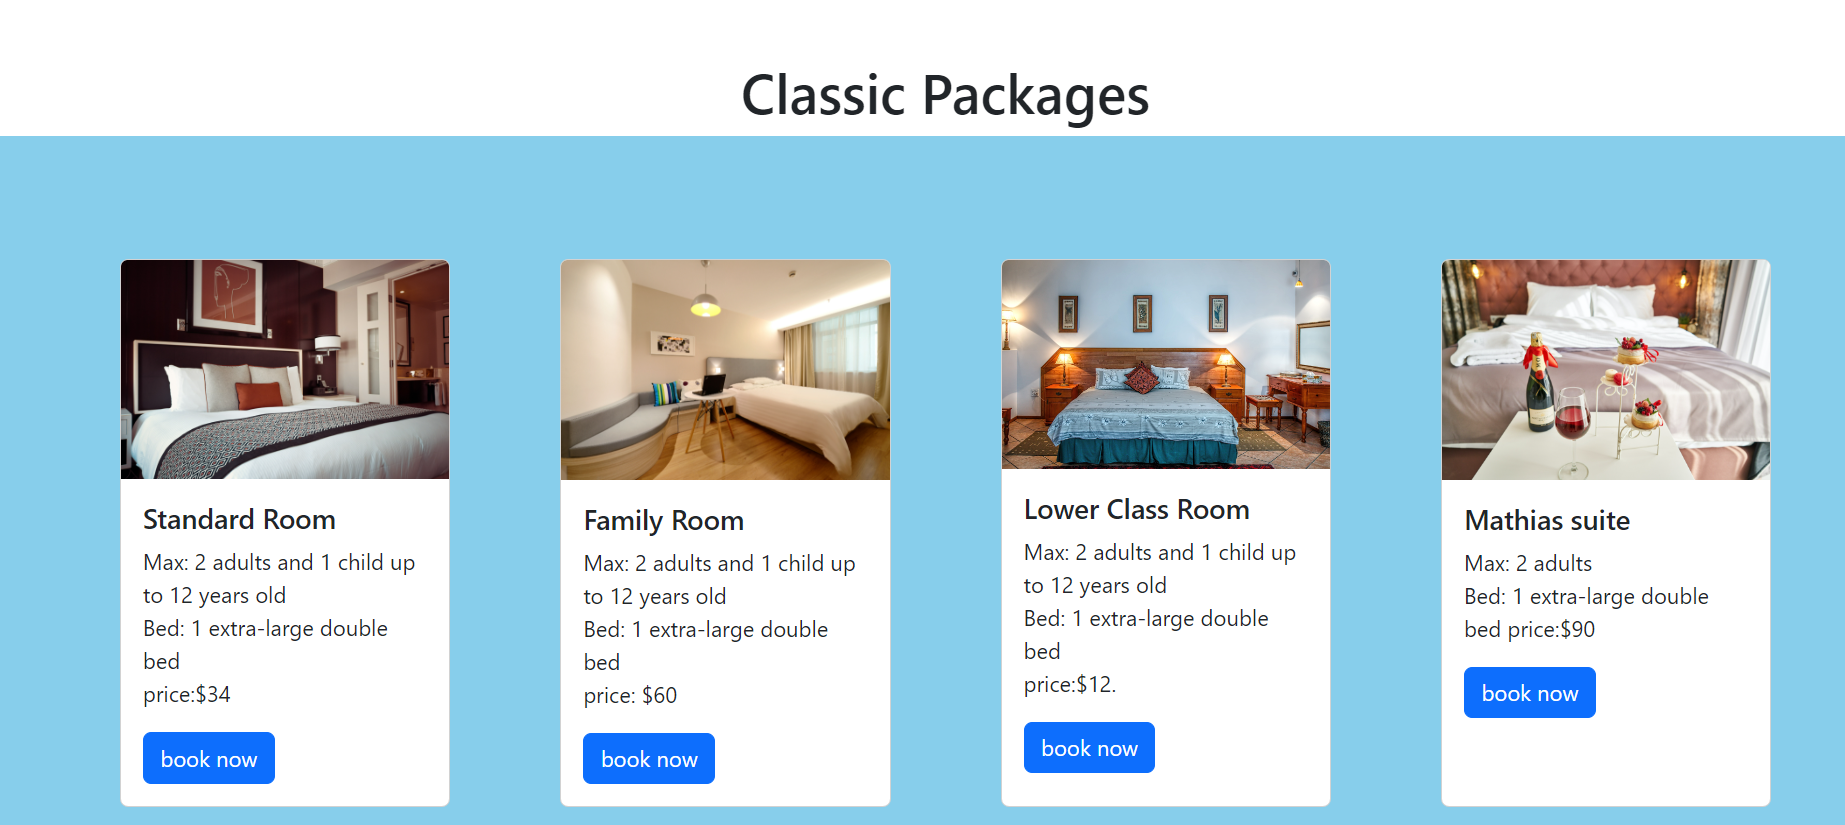 Classic Packages
Standard Room
Max: 2 adults and 1 child up
to 12 years old
Bed: 1 extra-large double
bed
price:$34
book now
Family Room
Max: 2 adults and 1 child up
to 12 years old
Bed: 1 extra-large double
bed
price: $60
book now
Lower Class Room
Max: 2 adults and 1 child up
to 12 years old
Bed: 1 extra-large double
bed
price:$12.
book now
Mathias suite
Max: 2 adults
Bed: 1 extra-large double
bed price:$90
book now